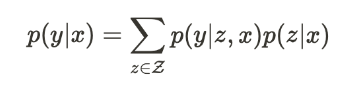 p(y|x) = ∑_{z∈𝒵} p(y|z, x)p(z|x)